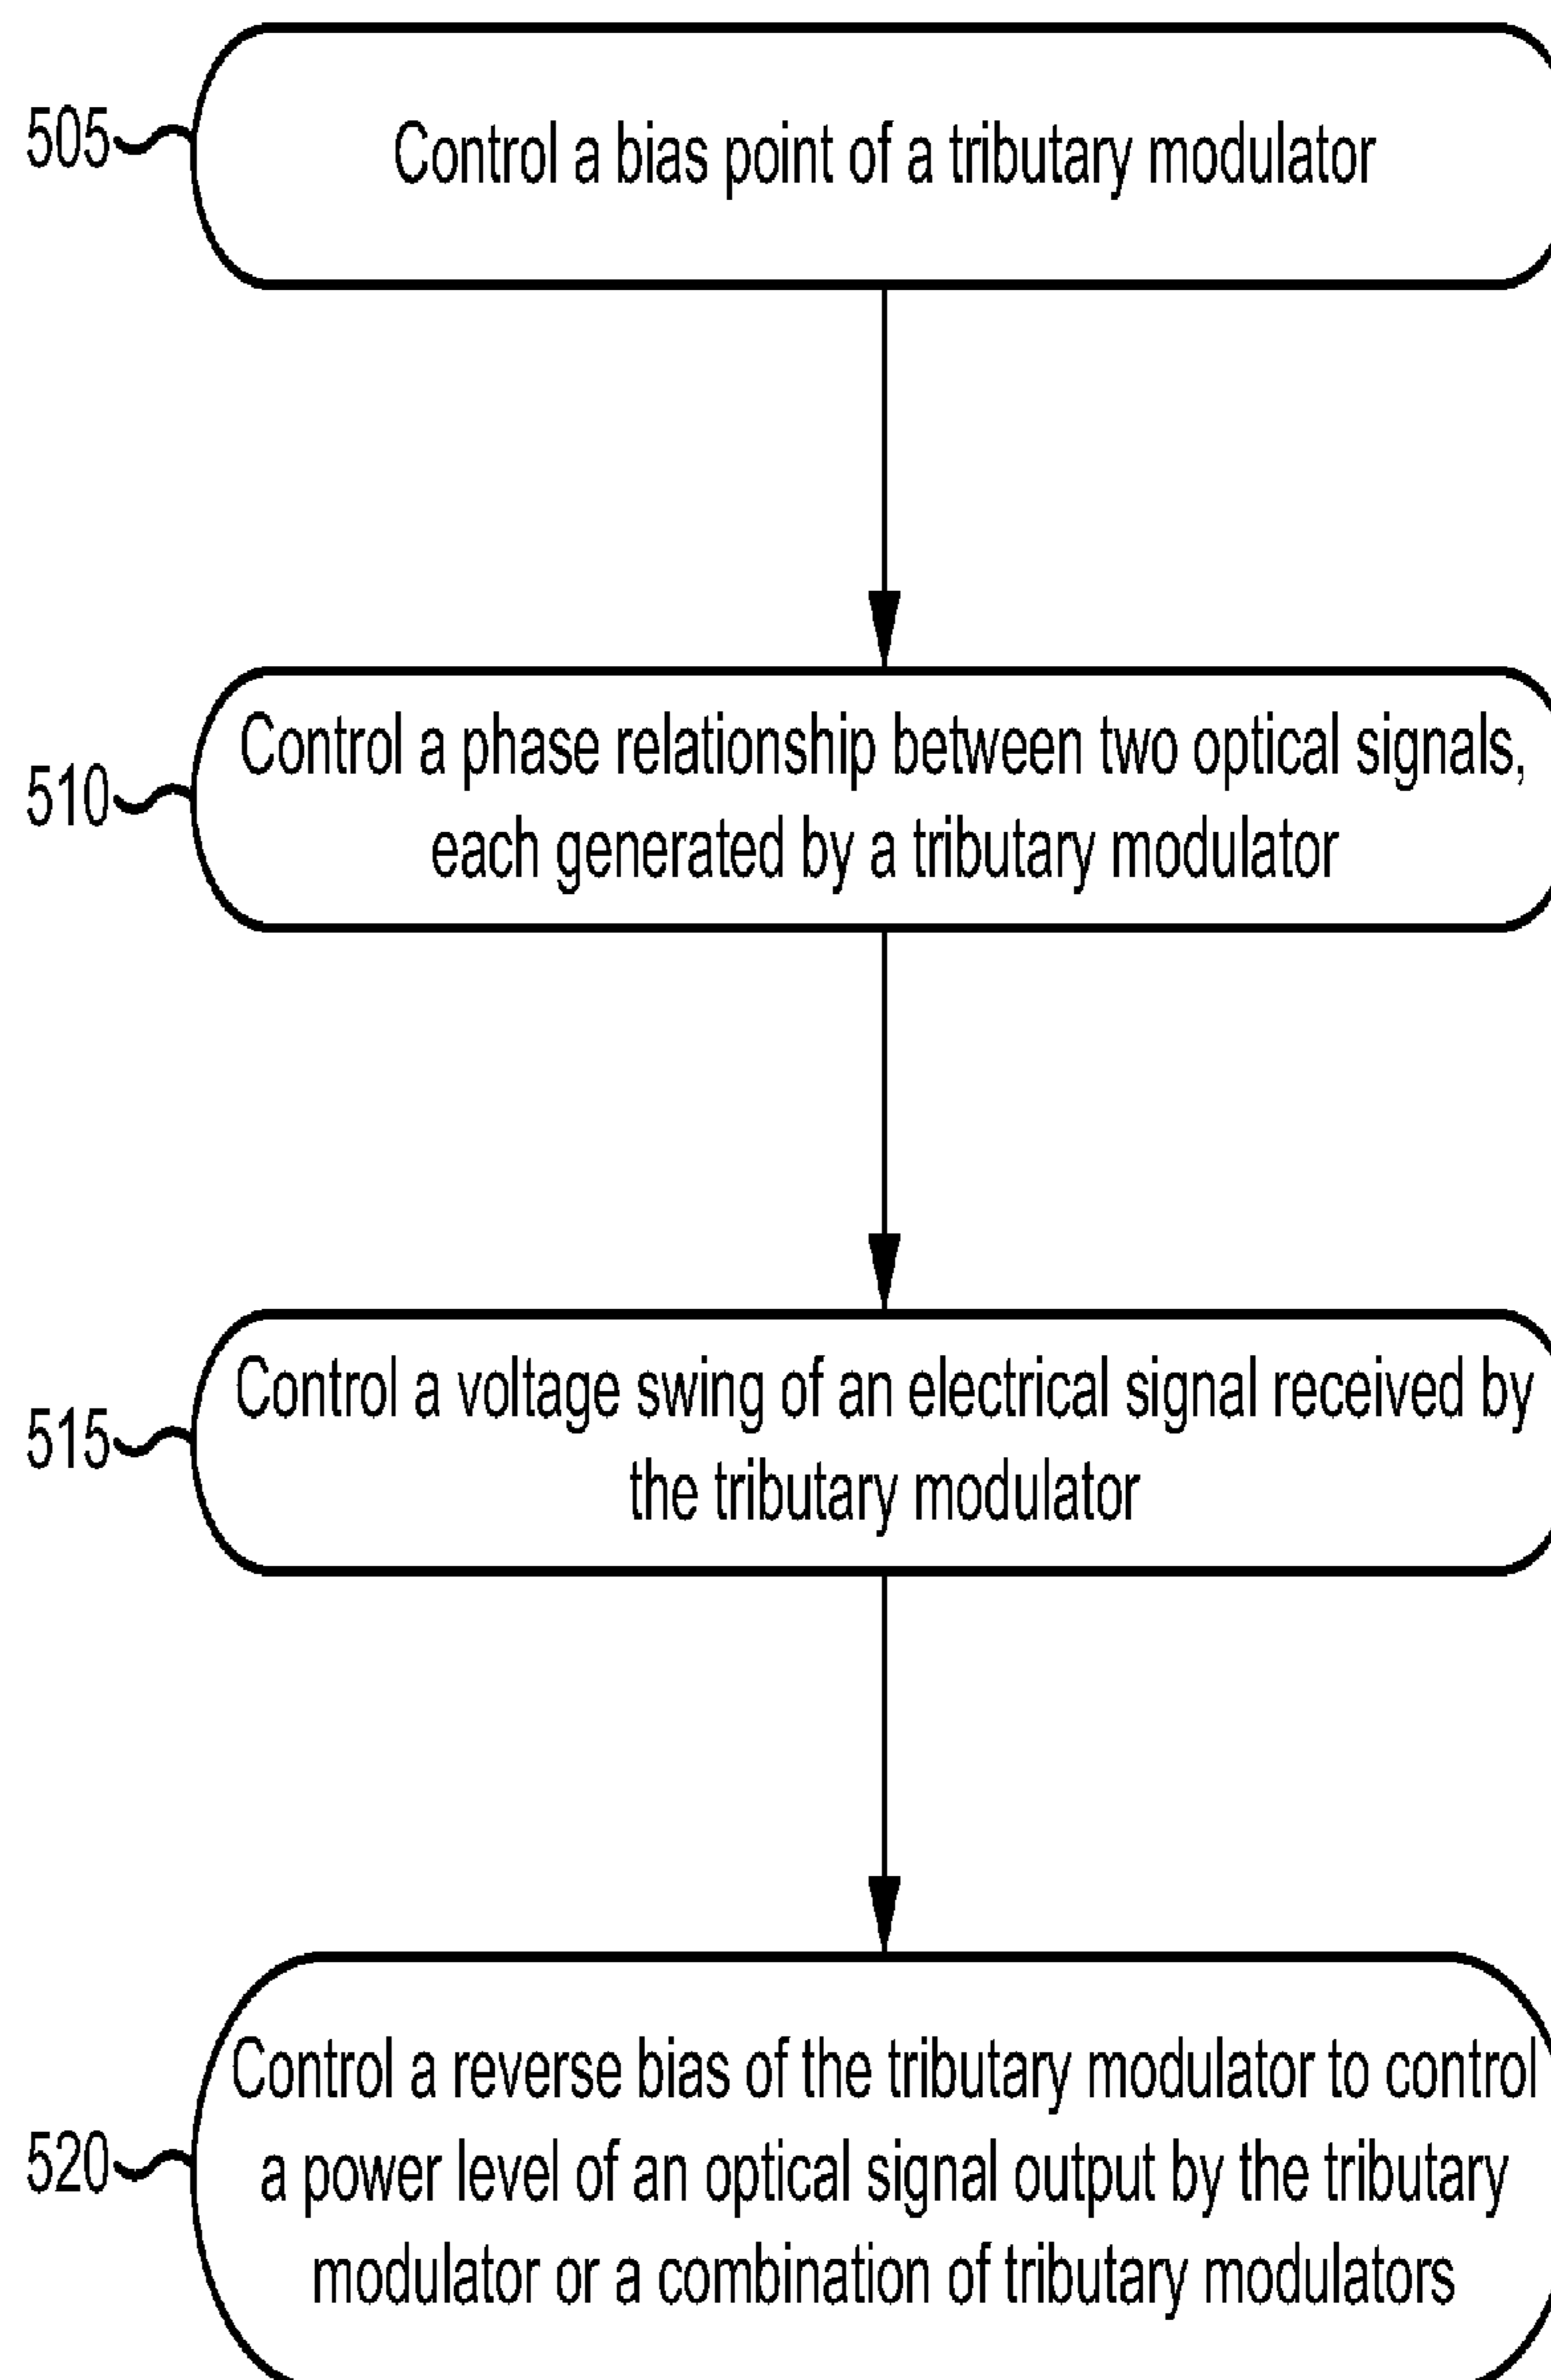 505
Control a bias point of a tributary modulator
510
Control a phase relationship between two optical signals,
each generated by a tributary modulator
515
Control a voltage swing of an electrical signal received by
the tributary modulator
520
Control a reverse bias of the tributary modulator to control
a power level of an optical signal output by the tributary
modulator or a combination of tributary modulators